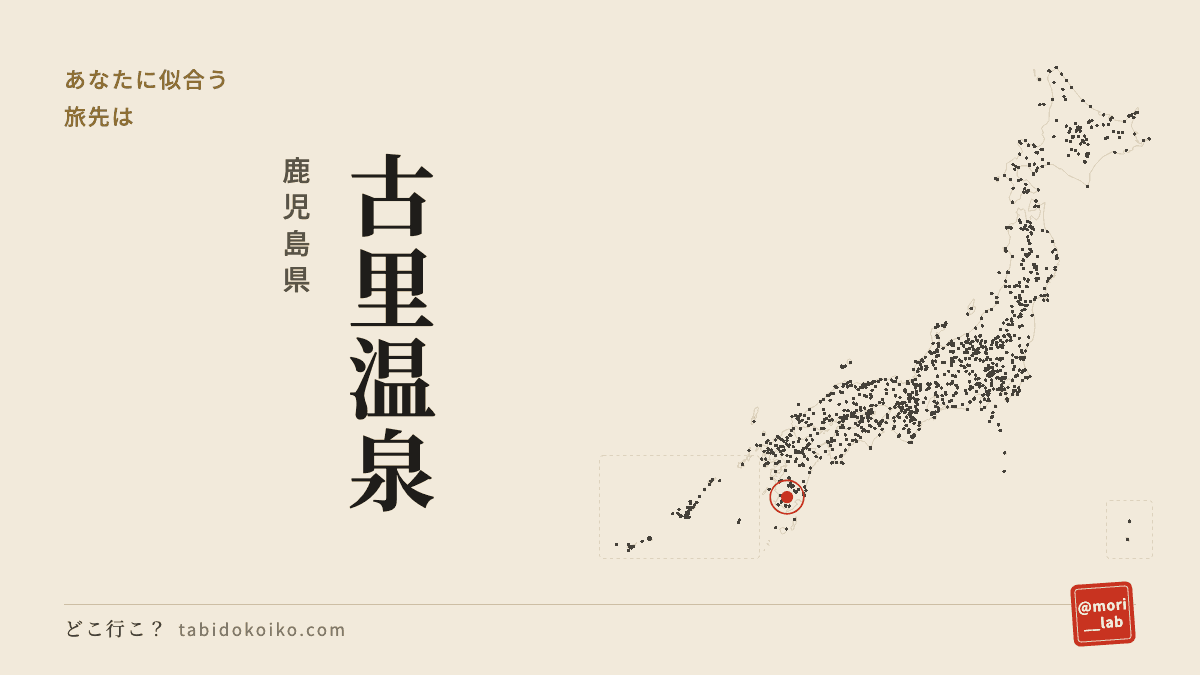 あなたに似合う
旅先は
古里温泉
鹿児島県
どこ行こ？ tabidokoiko.com
@mori
__lab